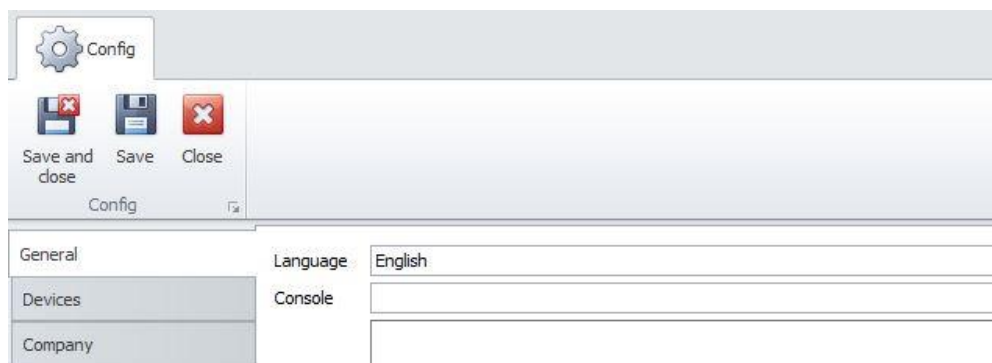 Config
Save and
close
Save
Close
Config
General
Devices
Company
Language
English
Console